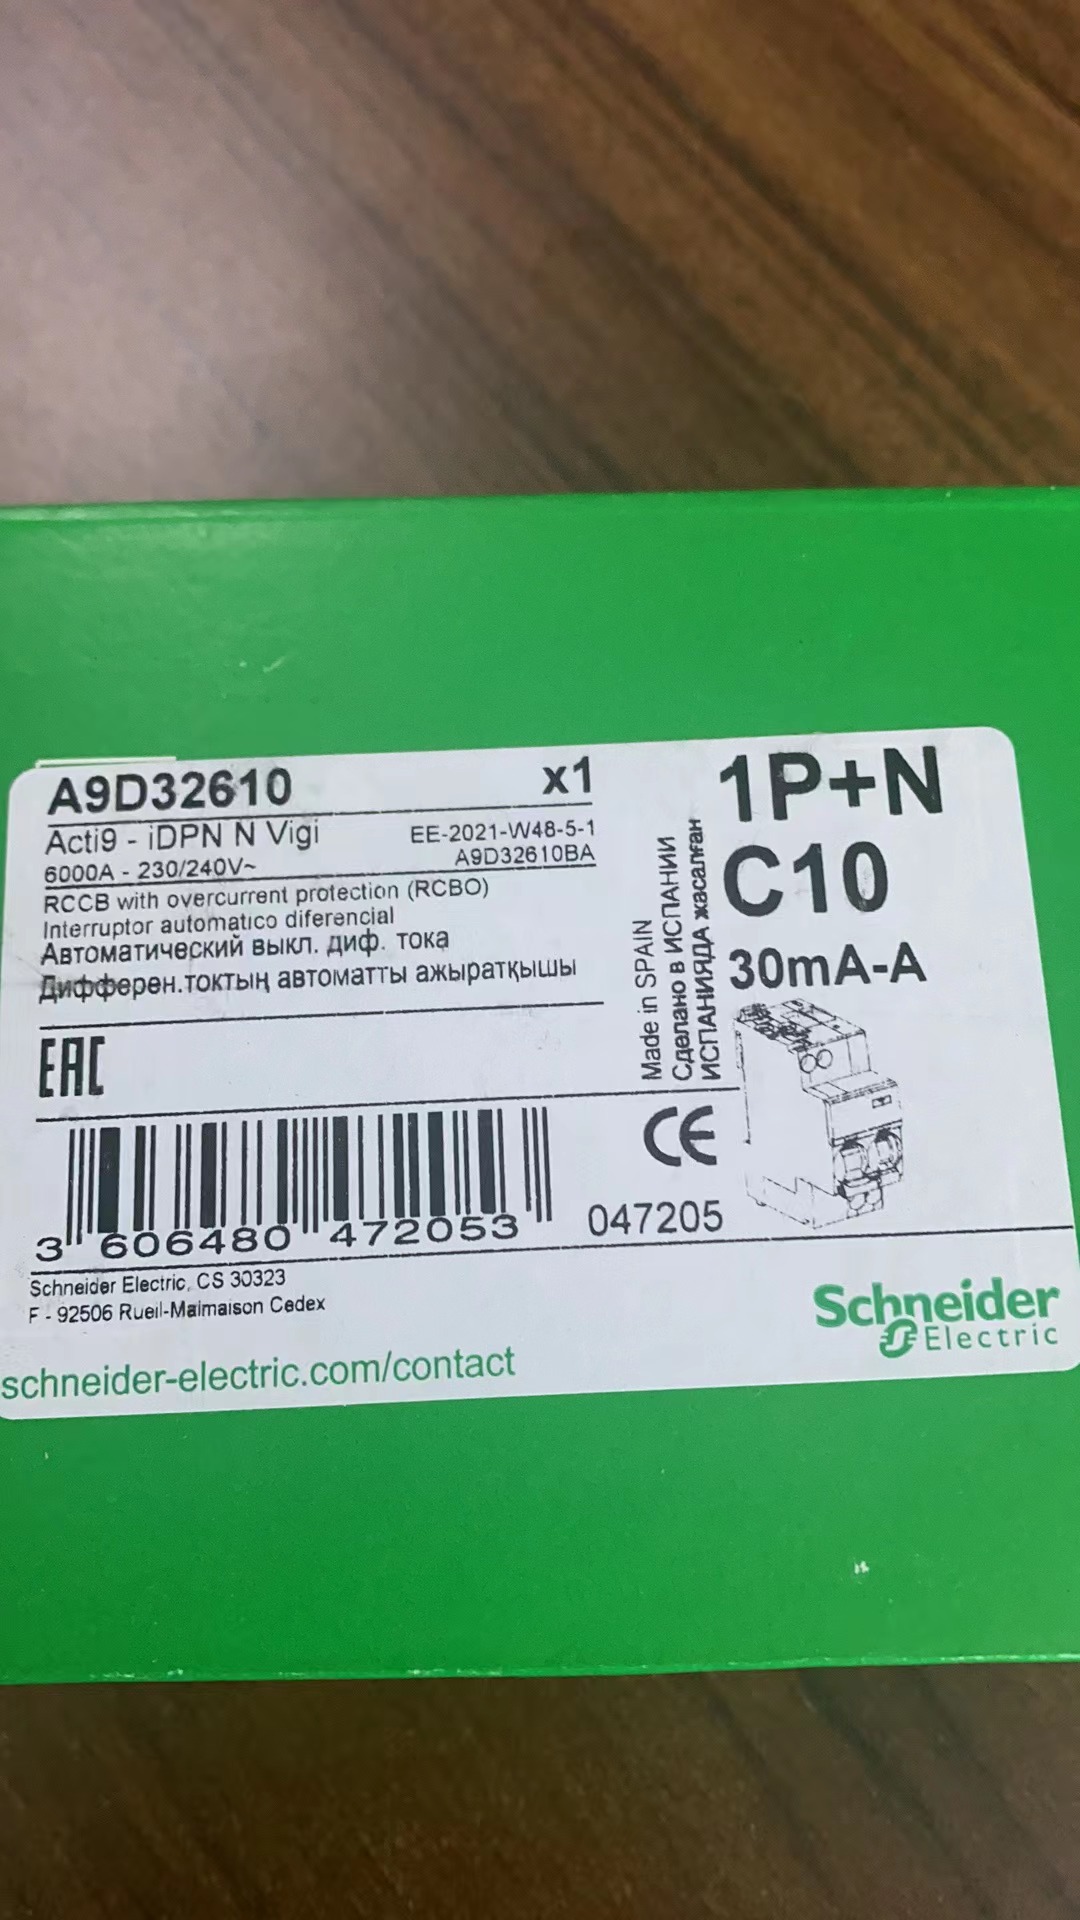 A9D32610 x1
Acti9 - iDPN N Vigi EE-2021-W48-5-1
6000A - 230/240V~ A9D32610BA
RCCB with overcurrent protection (RCBO)
Interruptor automatico diferencial
Автоматический выкл. диф. тока
Дифферен.токтың автоматты ажыратқышы
Made in SPAIN
Сделано в ИСПАНИИ
ИСПАНИЯДА жасалған
1P+N
C10
30mA-A
EAC
CE
3 606480 472053
047205
Schneider Electric, CS 30323
F - 92506 Rueil-Malmaison Cedex
schneider-electric.com/contact
Schneider
Electric